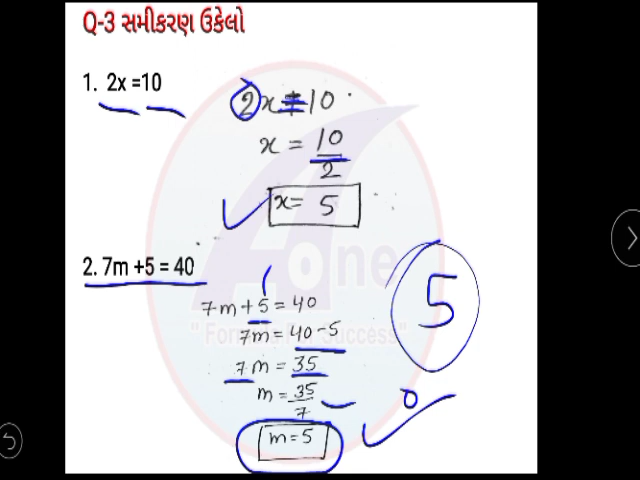 Q-3 સમીકરણ ઉકેલો
1. 2x =10
2x = 10
x = 10/2
x = 5
2. 7m +5 = 40
7m + 5 = 40
7m = 40 - 5
7m = 35
m = 35/7
m = 5
5
A one